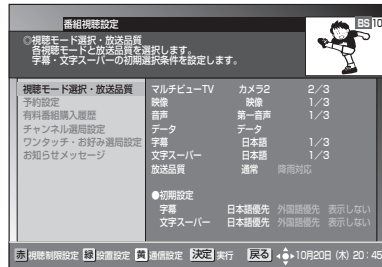 番組視聴設定
BS 10
◎視聴モード選択・放送品質
各視聴モードと放送品質を選択します。
字幕・文字スーパーの初期選択条件を設定します。
視聴モード選択・放送品質
予約設定
有料番組購入履歴
チャンネル選局設定
ワンタッチ・お好み選局設定
お知らせメッセージ
マルチビューTV カメラ2 2/3
映像 映像 1/3
音声 第一音声 1/3
データ データ
字幕 日本語 1/3
文字スーパー 日本語 1/3
放送品質 通常 降雨対応
●初期設定
字幕 日本語優先 外国語優先 表示しない
文字スーパー 日本語優先 外国語優先 表示しない
赤 視聴制限設定 緑 設置設定 黄 通信設定 決定 実行 戻る 10月20日 (木) 20:45